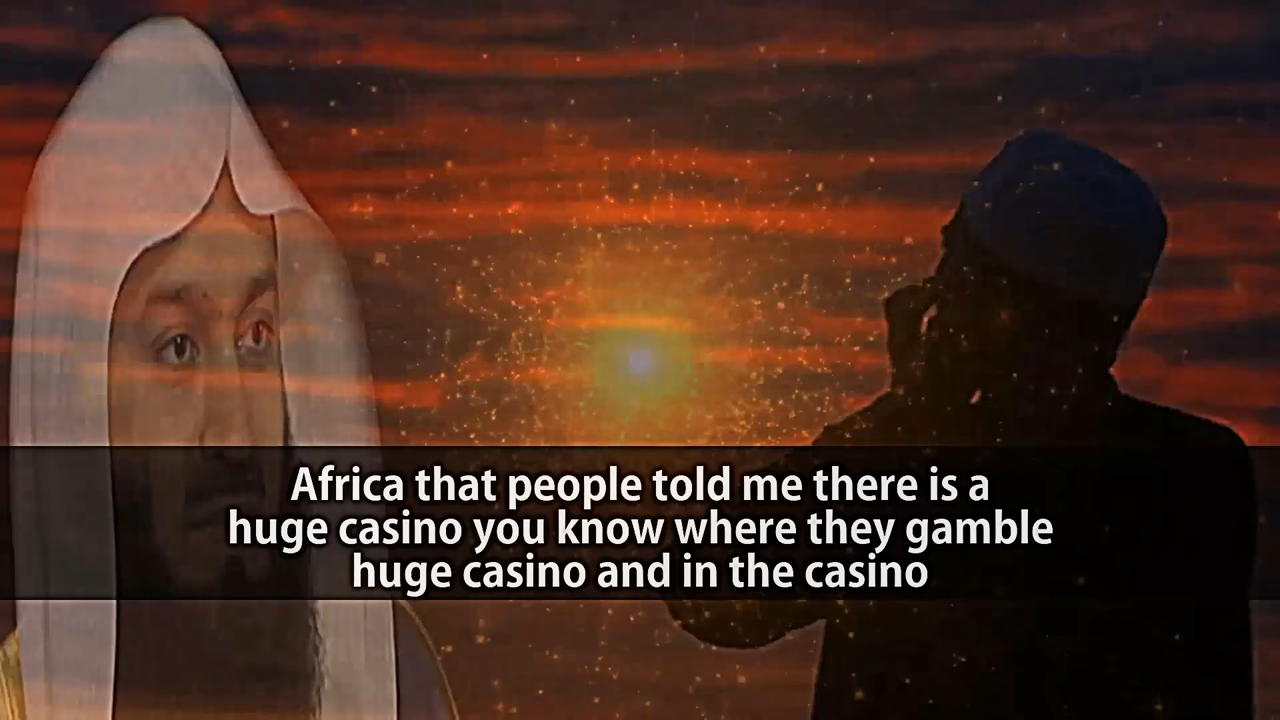 Africa that people told me there is a
huge casino you know where they gamble
huge casino and in the casino